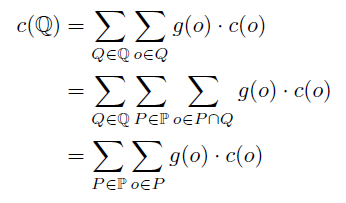 c(ℚ) = ∑_{Q∈ℚ} ∑_{o∈Q} g(o) · c(o)
= ∑_{Q∈ℚ} ∑_{P∈ℙ} ∑_{o∈P∩Q} g(o) · c(o)
= ∑_{P∈ℙ} ∑_{o∈P} g(o) · c(o)